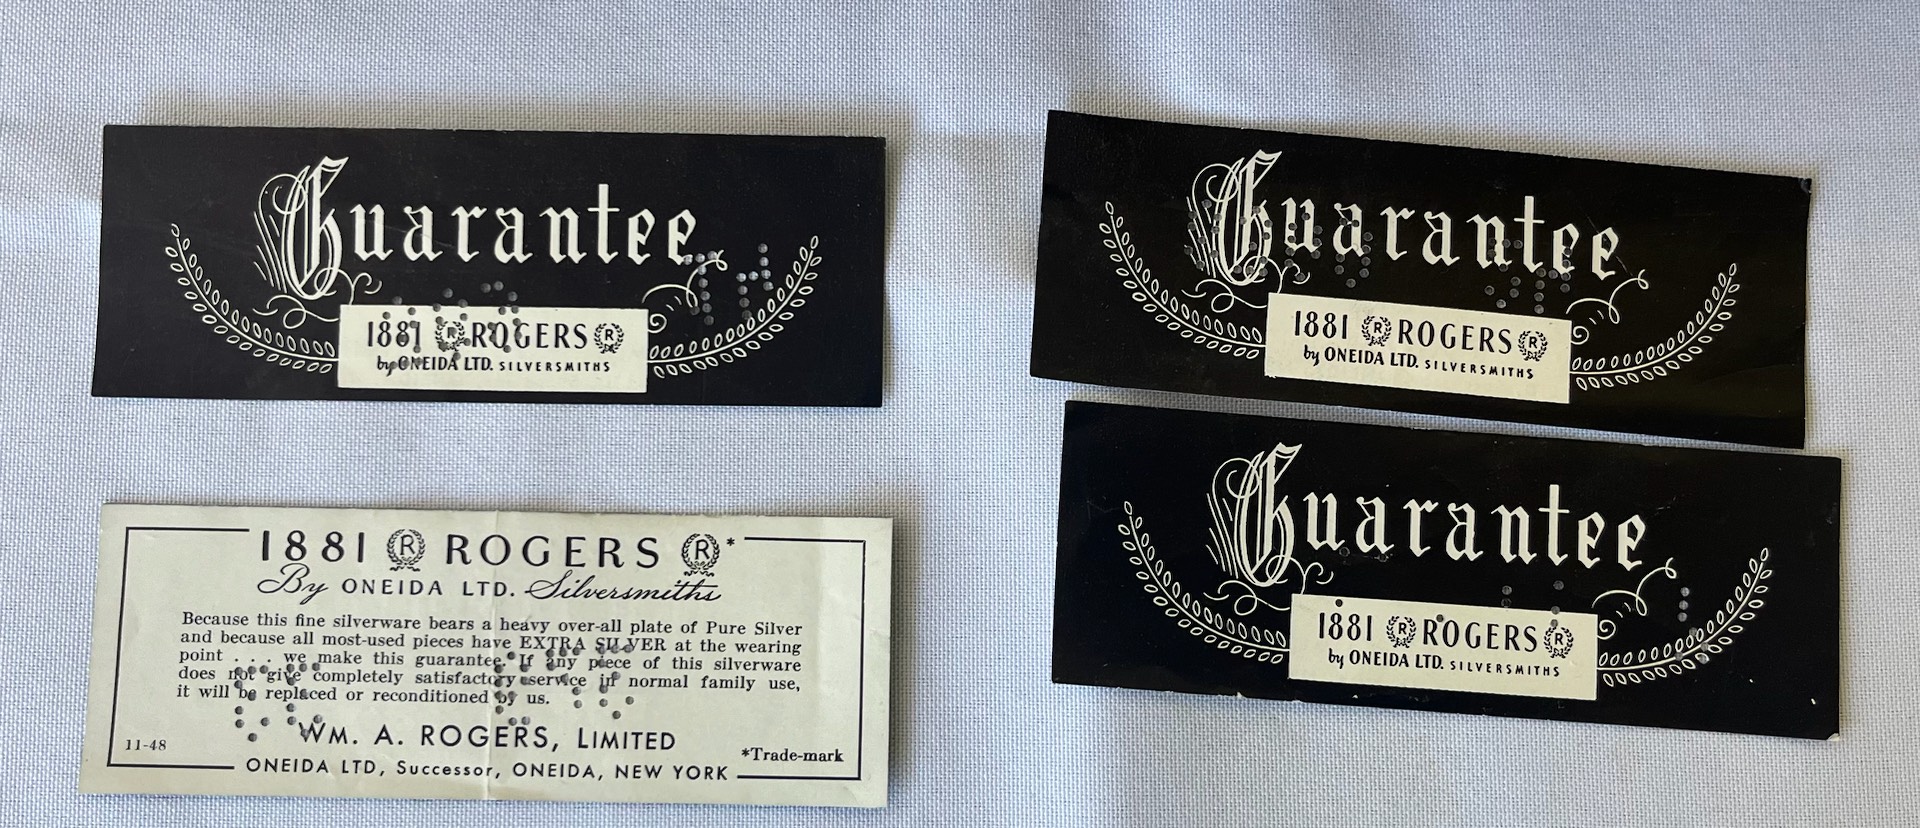 Guarantee
1881 R ROGERS R
by ONEIDA LTD. SILVERSMITHS
Guarantee
1881 R ROGERS R
by ONEIDA LTD. SILVERSMITHS
1881 R ROGERS R*
By ONEIDA LTD. Silversmiths
Because this fine silverware bears a heavy over-all plate of Pure Silver
and because all most-used pieces have EXTRA SILVER at the wearing
point . . . we make this guarantee. If any piece of this silverware
does not give completely satisfactory service in normal family use,
it will be replaced or reconditioned by us.
WM. A. ROGERS, LIMITED
11-48
*Trade-mark
ONEIDA LTD, Successor, ONEIDA, NEW YORK
Guarantee
1881 R ROGERS R
by ONEIDA LTD. SILVERSMITHS